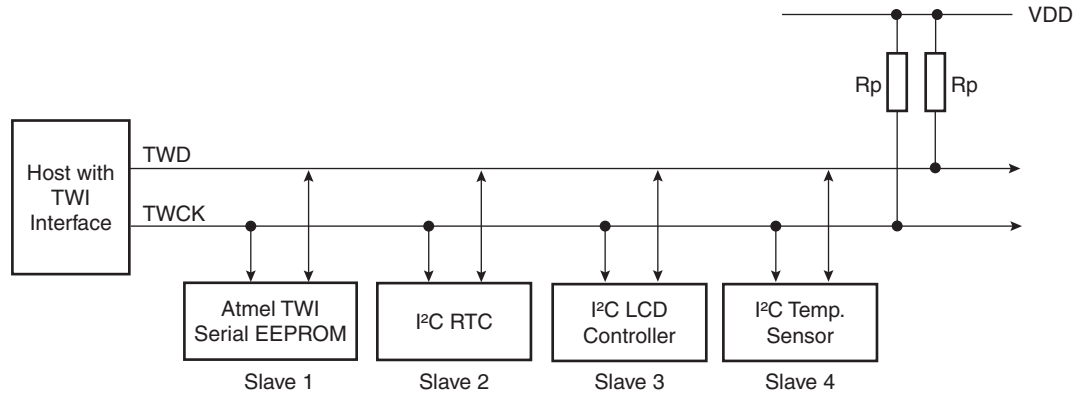 VDD
Rp Rp
Host with
TWI
Interface
TWD
TWCK
Atmel TWI
Serial EEPROM
I²C RTC
I²C LCD
Controller
I²C Temp.
Sensor
Slave 1
Slave 2
Slave 3
Slave 4